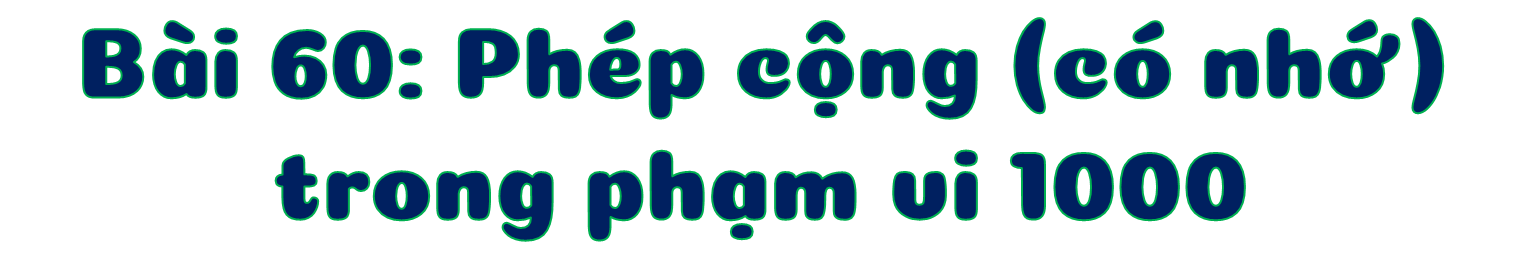 Bài 60: Phép cộng (có nhớ)
trong phạm vi 1000